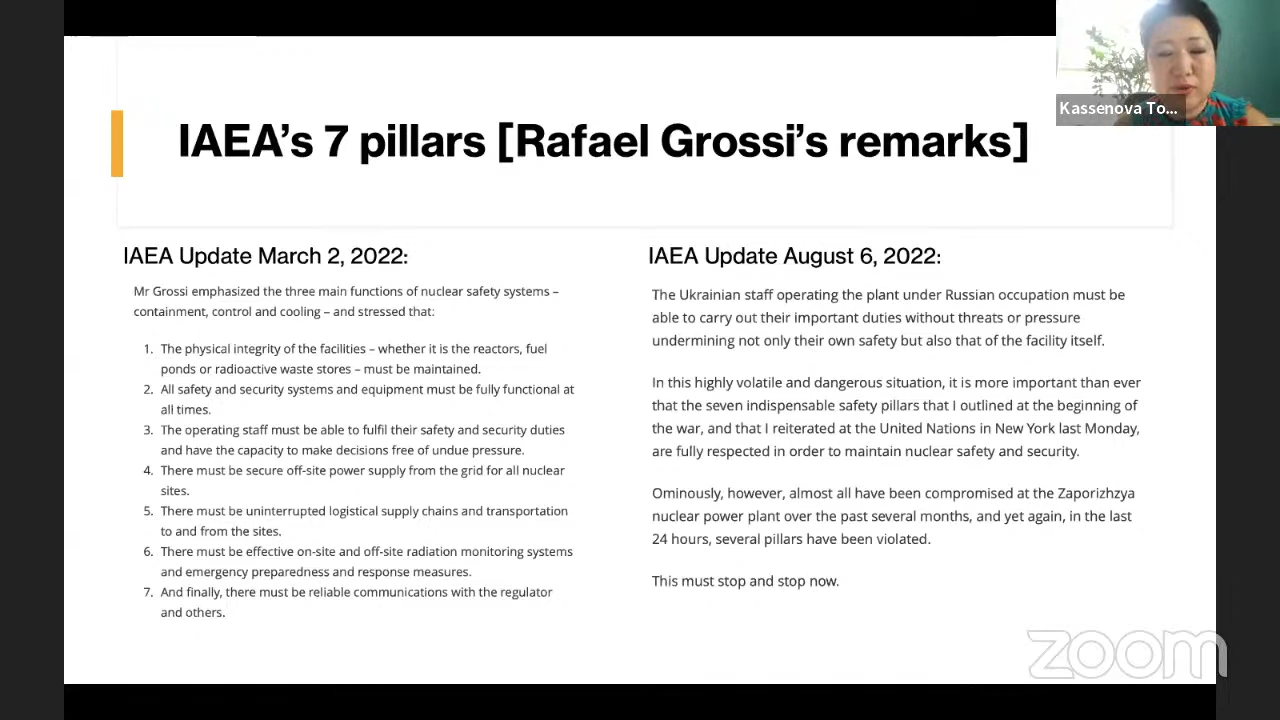 Kassenova To...
IAEA's 7 pillars [Rafael Grossi's remarks]
IAEA Update March 2, 2022:
Mr Grossi emphasized the three main functions of nuclear safety systems –
containment, control and cooling – and stressed that:
1. The physical integrity of the facilities – whether it is the reactors, fuel
ponds or radioactive waste stores – must be maintained.
2. All safety and security systems and equipment must be fully functional at
all times.
3. The operating staff must be able to fulfil their safety and security duties
and have the capacity to make decisions free of undue pressure.
4. There must be secure off-site power supply from the grid for all nuclear
sites.
5. There must be uninterrupted logistical supply chains and transportation
to and from the sites.
6. There must be effective on-site and off-site radiation monitoring systems
and emergency preparedness and response measures.
7. And finally, there must be reliable communications with the regulator
and others.
IAEA Update August 6, 2022:
The Ukrainian staff operating the plant under Russian occupation must be
able to carry out their important duties without threats or pressure
undermining not only their own safety but also that of the facility itself.
In this highly volatile and dangerous situation, it is more important than ever
that the seven indispensable safety pillars that I outlined at the beginning of
the war, and that I reiterated at the United Nations in New York last Monday,
are fully respected in order to maintain nuclear safety and security.
Ominously, however, almost all have been compromised at the Zaporizhzya
nuclear power plant over the past several months, and yet again, in the last
24 hours, several pillars have been violated.
This must stop and stop now.
zoom